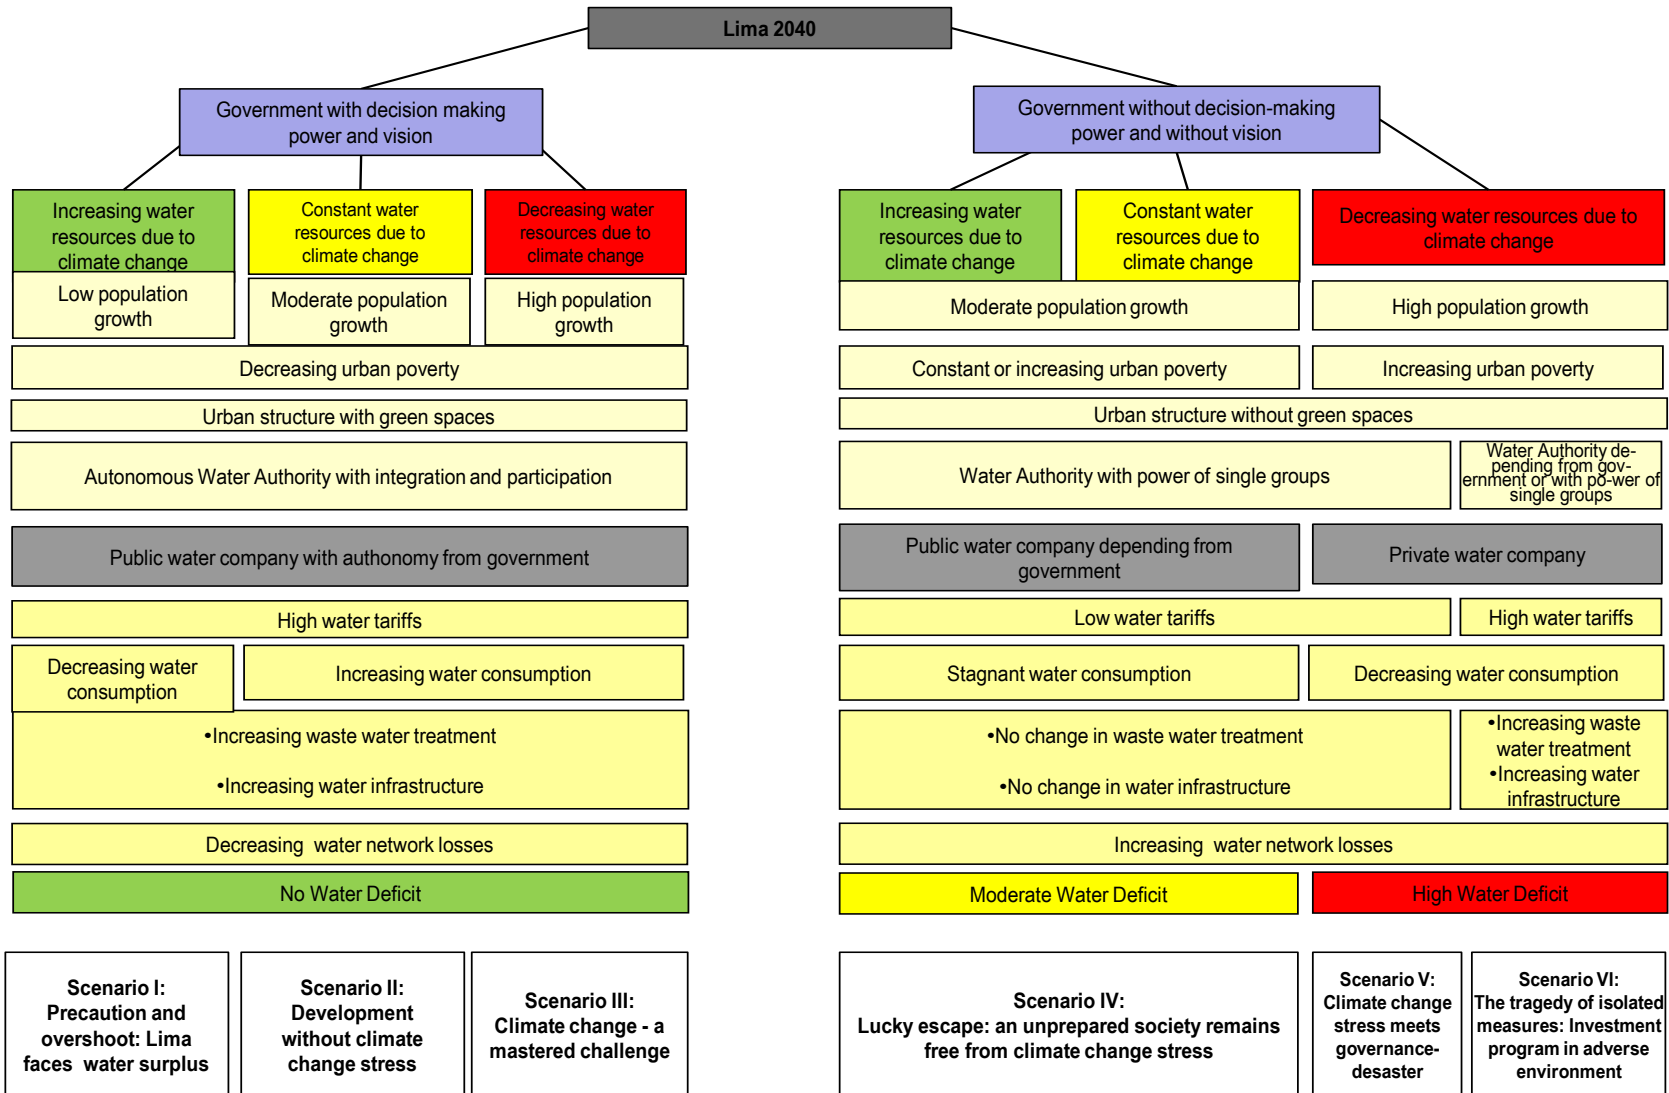 Lima 2040
Government with decision making
power and vision
Government without decision-making
power and without vision
Increasing water
resources due to
climate change
Constant water
resources due to
climate change
Decreasing water
resources due to
climate change
Increasing water
resources due to
climate change
Constant water
resources due to
climate change
Decreasing water resources due to
climate change
Low population
growth
Moderate population
growth
High population
growth
Moderate population growth
High population growth
Decreasing urban poverty
Constant or increasing urban poverty
Increasing urban poverty
Urban structure with green spaces
Urban structure without green spaces
Autonomous Water Authority with integration and participation
Water Authority with power of single groups
Water Authority de-
pending from gov-
ernment or with po-wer of
single groups
Public water company with authonomy from government
Public water company depending from
government
Private water company
High water tariffs
Low water tariffs
High water tariffs
Decreasing water
consumption
Increasing water consumption
Stagnant water consumption
Decreasing water consumption
•Increasing waste water treatment
•Increasing water infrastructure
•No change in waste water treatment
•No change in water infrastructure
•Increasing waste
water treatment
•Increasing water
infrastructure
Decreasing water network losses
Increasing water network losses
No Water Deficit
Moderate Water Deficit
High Water Deficit
Scenario I:
Precaution and
overshoot: Lima
faces water surplus
Scenario II:
Development
without climate
change stress
Scenario III:
Climate change - a
mastered challenge
Scenario IV:
Lucky escape: an unprepared society remains
free from climate change stress
Scenario V:
Climate change
stress meets
governance-
desaster
Scenario VI:
The tragedy of isolated
measures: Investment
program in adverse
environment